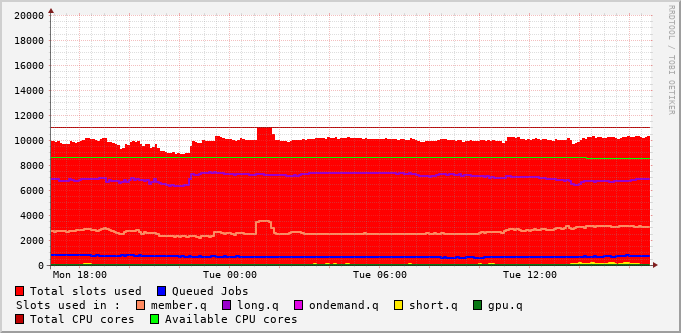 20000
18000
16000
14000
12000
10000
8000
6000
4000
2000
0
Mon 18:00 Tue 00:00 Tue 06:00 Tue 12:00
RRDTOOL / TOBI OETIKER
Total slots used Queued Jobs
Slots used in : member.q long.q ondemand.q short.q gpu.q
Total CPU cores Available CPU cores